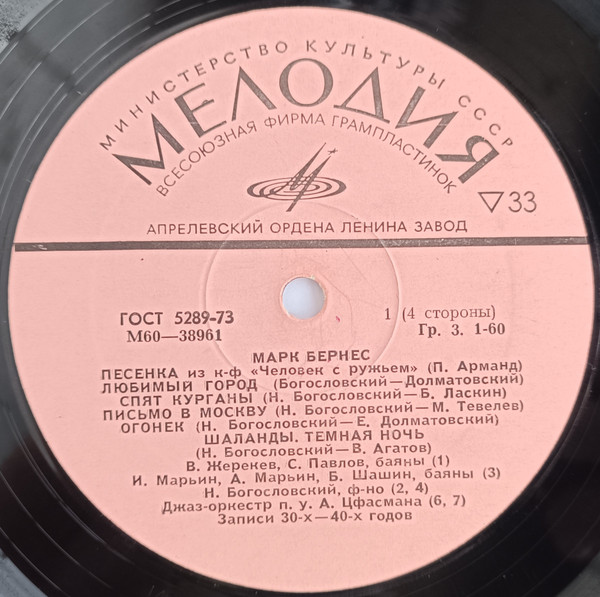 МИНИСТЕРСТВО КУЛЬТУРЫ СССР
МЕЛОДИЯ
ВСЕСОЮЗНАЯ ФИРМА ГРАМПЛАСТИНОК
▽33
АПРЕЛЕВСКИЙ ОРДЕНА ЛЕНИНА ЗАВОД
ГОСТ 5289-73
М60—38961
1 (4 стороны)
Гр. 3. 1-60
МАРК БЕРНЕС
ПЕСЕНКА из к-ф «Человек с ружьем» (П. Арманд)
ЛЮБИМЫЙ ГОРОД (Богословский—Долматовский)
СПЯТ КУРГАНЫ (Н. Богословский—Б. Ласкин)
ПИСЬМО В МОСКВУ (Н. Богословский—М. Тевелев)
ОГОНЕК (Н. Богословский—Е. Долматовский)
ШАЛАНДЫ. ТЕМНАЯ НОЧЬ
(Н. Богословский—В. Агатов)
В. Жерекев, С. Павлов, баяны (1)
И. Марьин, А. Марьин, Б. Шашин, баяны (3)
Н. Богословский, ф-но (2, 4)
Джаз-оркестр п. у. А. Цфасмана (6, 7)
Записи 30-х—40-х годов